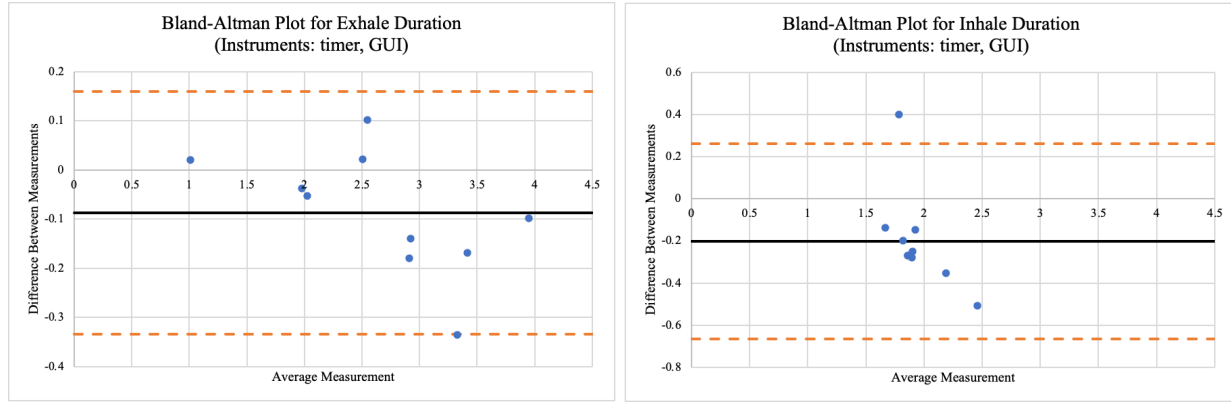 Bland-Altman Plot for Exhale Duration
(Instruments: timer, GUI)
Difference Between Measurements
0.2
0.1
0
-0.1
-0.2
-0.3
-0.4
0 0.5 1 1.5 2 2.5 3 3.5 4 4.5
Average Measurement
Bland-Altman Plot for Inhale Duration
(Instruments: timer, GUI)
Difference Between Measurements
0.6
0.4
0.2
0
-0.2
-0.4
-0.6
-0.8
0 0.5 1 1.5 2 2.5 3 3.5 4 4.5
Average Measurement